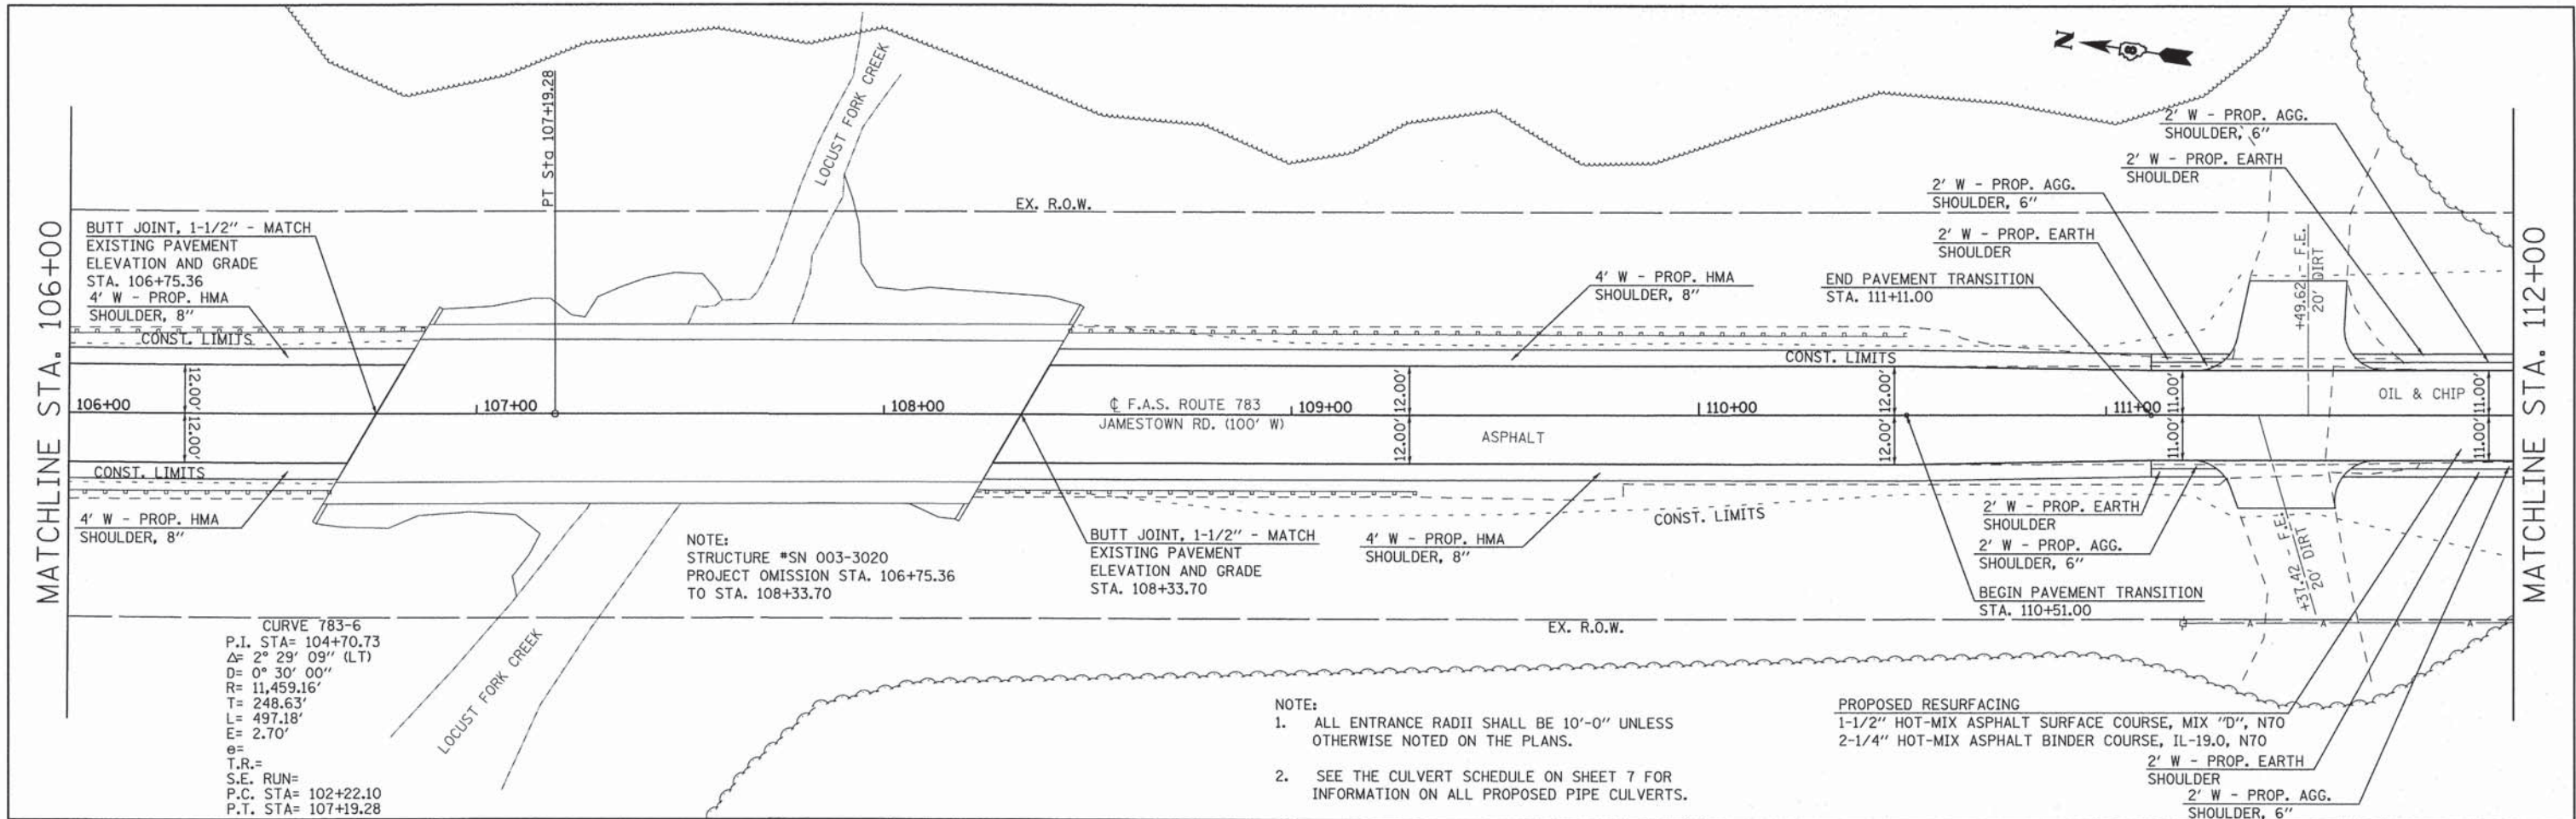 MATCHLINE STA. 106+00
BUTT JOINT, 1-1/2" - MATCH
EXISTING PAVEMENT
ELEVATION AND GRADE
STA. 106+75.36
4' W - PROP. HMA
SHOULDER, 8"
CONST. LIMITS
12.00'
12.00'
106+00
CONST. LIMITS
4' W - PROP. HMA
SHOULDER, 8"
PT Sta 107+19.28
107+00
LOCUST FORK CREEK
108+00
EX. R.O.W.
℄ F.A.S. ROUTE 783
JAMESTOWN RD. (100' W)
109+00
12.00'
12.00'
ASPHALT
110+00
4' W - PROP. HMA
SHOULDER, 8"
CONST. LIMITS
12.00'
12.00'
END PAVEMENT TRANSITION
STA. 111+11.00
2' W - PROP. AGG.
SHOULDER, 6"
2' W - PROP. EARTH
SHOULDER
2' W - PROP. AGG.
SHOULDER, 6"
2' W - PROP. EARTH
SHOULDER
N
8
+49.62 - F.E.
20' DIRT
111+00
11.00'
11.00'
OIL & CHIP
11.00'
11.00'
MATCHLINE STA. 112+00
NOTE:
STRUCTURE #SN 003-3020
PROJECT OMISSION STA. 106+75.36
TO STA. 108+33.70
BUTT JOINT, 1-1/2" - MATCH
EXISTING PAVEMENT
ELEVATION AND GRADE
STA. 108+33.70
4' W - PROP. HMA
SHOULDER, 8"
CONST. LIMITS
2' W - PROP. EARTH
SHOULDER
2' W - PROP. AGG.
SHOULDER, 6"
BEGIN PAVEMENT TRANSITION
STA. 110+51.00
+37.42 - F.E.
20' DIRT
EX. R.O.W.
LOCUST FORK CREEK
CURVE 783-6
P.I. STA= 104+70.73
Δ= 2° 29' 09" (LT)
D= 0° 30' 00"
R= 11,459.16'
T= 248.63'
L= 497.18'
E= 2.70'
e=
T.R.=
S.E. RUN=
P.C. STA= 102+22.10
P.T. STA= 107+19.28
NOTE:
1. ALL ENTRANCE RADII SHALL BE 10'-0" UNLESS
OTHERWISE NOTED ON THE PLANS.
2. SEE THE CULVERT SCHEDULE ON SHEET 7 FOR
INFORMATION ON ALL PROPOSED PIPE CULVERTS.
PROPOSED RESURFACING
1-1/2" HOT-MIX ASPHALT SURFACE COURSE, MIX "D", N70
2-1/4" HOT-MIX ASPHALT BINDER COURSE, IL-19.0, N70
2' W - PROP. EARTH
SHOULDER
2' W - PROP. AGG.
SHOULDER, 6"